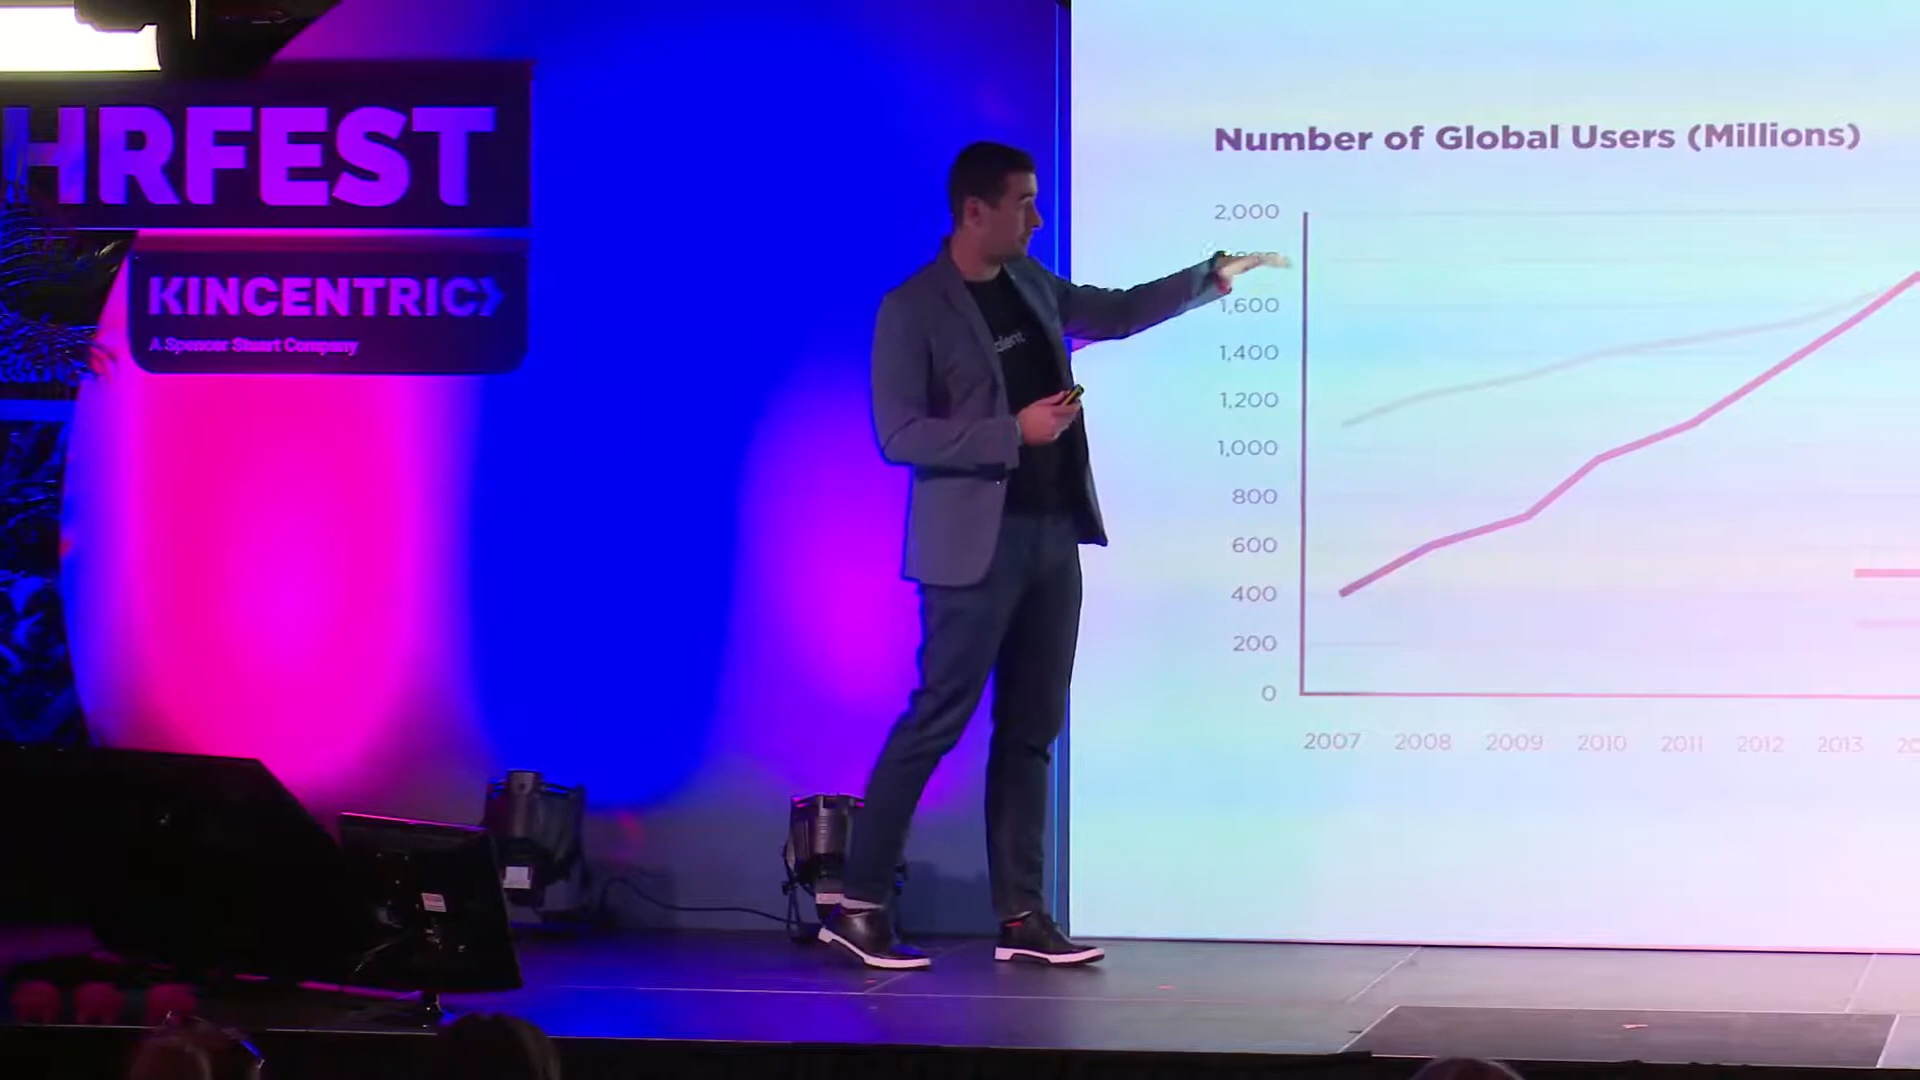 HRFEST
KINCENTRIC
A Spencer Stuart Company
Number of Global Users (Millions)
2,000
1,600
1,400
1,200
1,000
800
600
400
200
0
2007 2008 2009 2010 2011 2012 2013